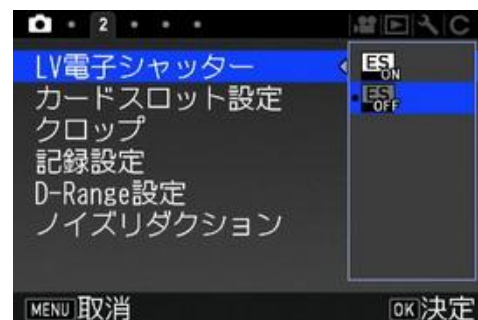 2
C
LV電子シャッター
ES ON
カードスロット設定
ES OFF
クロップ
記録設定
D-Range設定
ノイズリダクション
MENU 取消
OK 決定